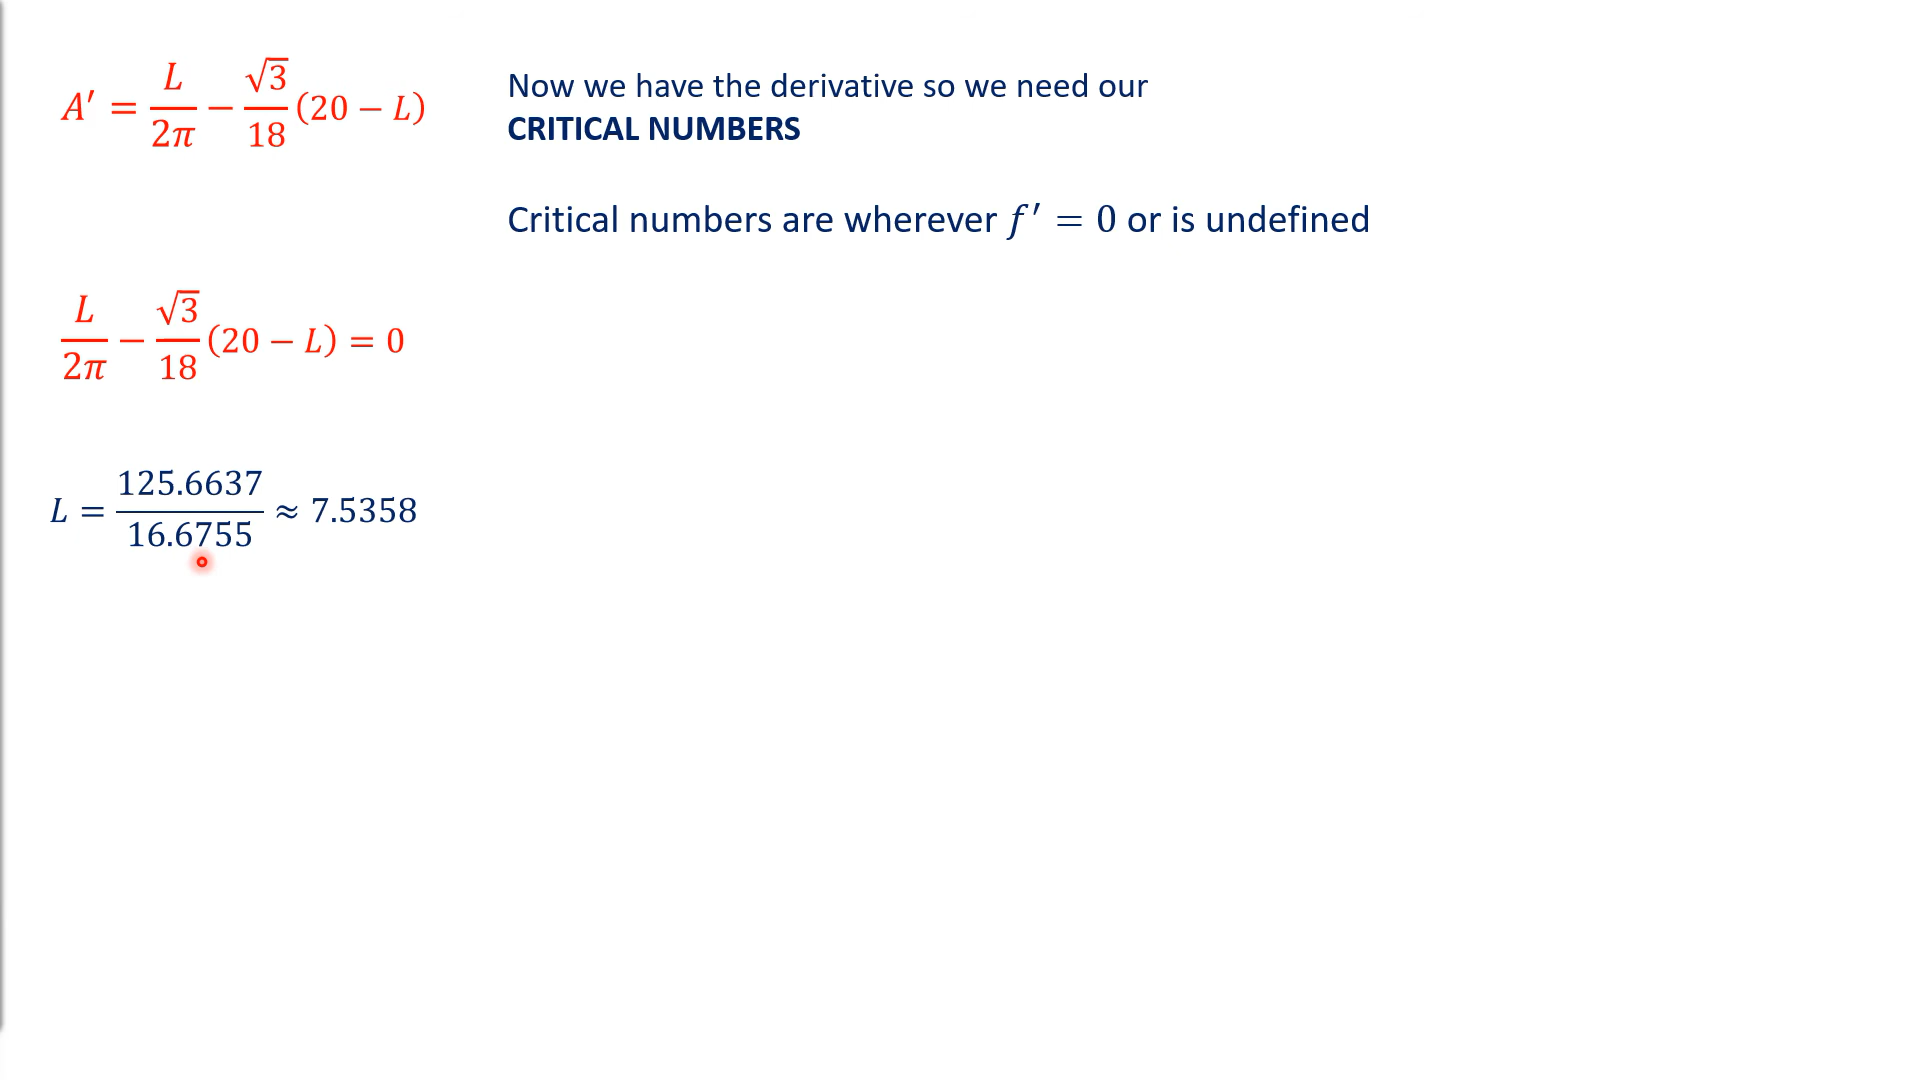 A′ = L/2π − √3/18 (20 − L)
Now we have the derivative so we need our
CRITICAL NUMBERS
Critical numbers are wherever f′ = 0 or is undefined
L/2π − √3/18 (20 − L) = 0
L = 125.6637/16.6755 ≈ 7.5358